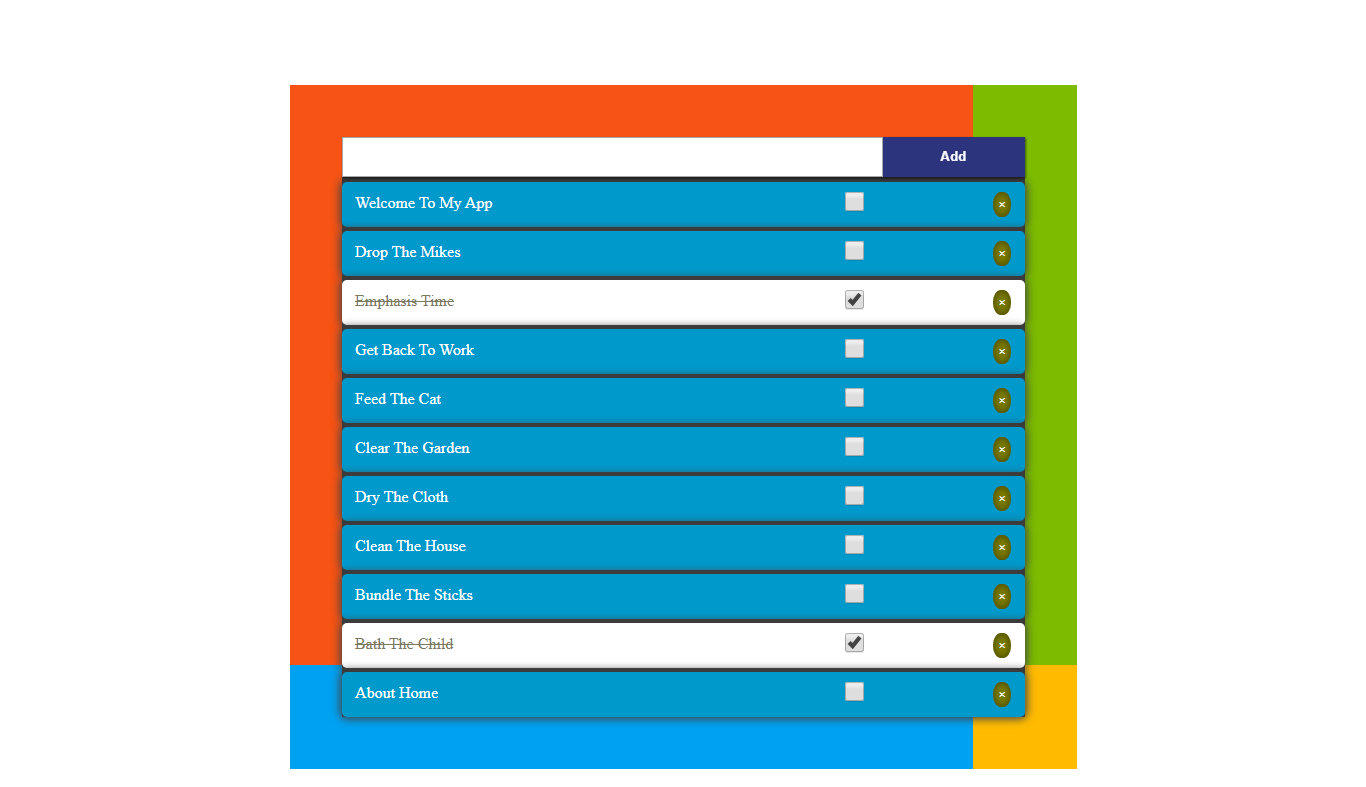 Add
Welcome To My App ×
Drop The Mikes ×
Emphasis Time ×
Get Back To Work ×
Feed The Cat ×
Clear The Garden ×
Dry The Cloth ×
Clean The House ×
Bundle The Sticks ×
Bath The Child ×
About Home ×